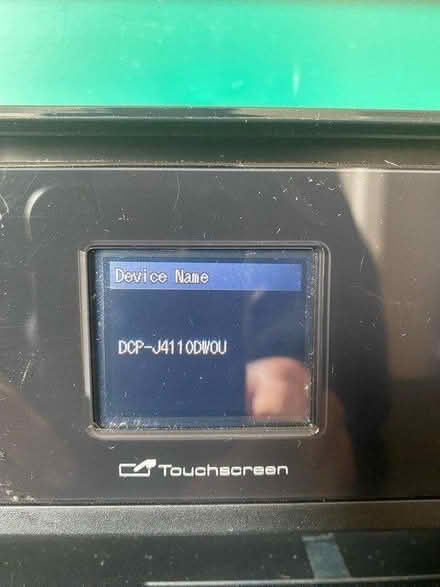 Device Name
DCP-J4110DW0U
Touchscreen